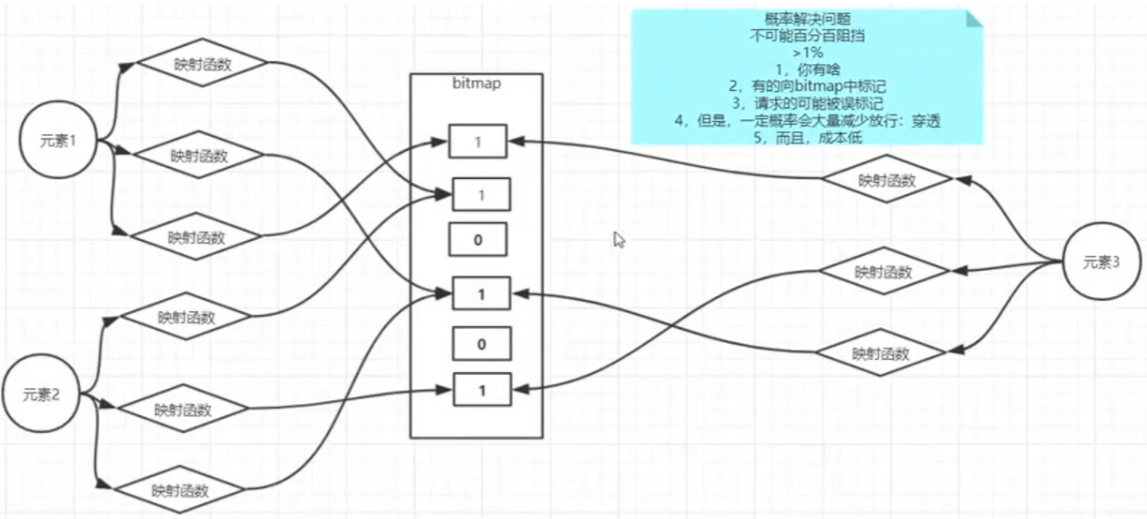 概率解决问题
不可能百分百阻挡
>1%
1，你有啥
2，有的向bitmap中标记
3，请求的可能被误标记
4，但是，一定概率会大量减少放行：穿透
5，而且，成本低
元素1
映射函数
映射函数
映射函数
元素2
映射函数
映射函数
映射函数
bitmap
1
1
0
1
0
1
映射函数
映射函数
映射函数
元素3